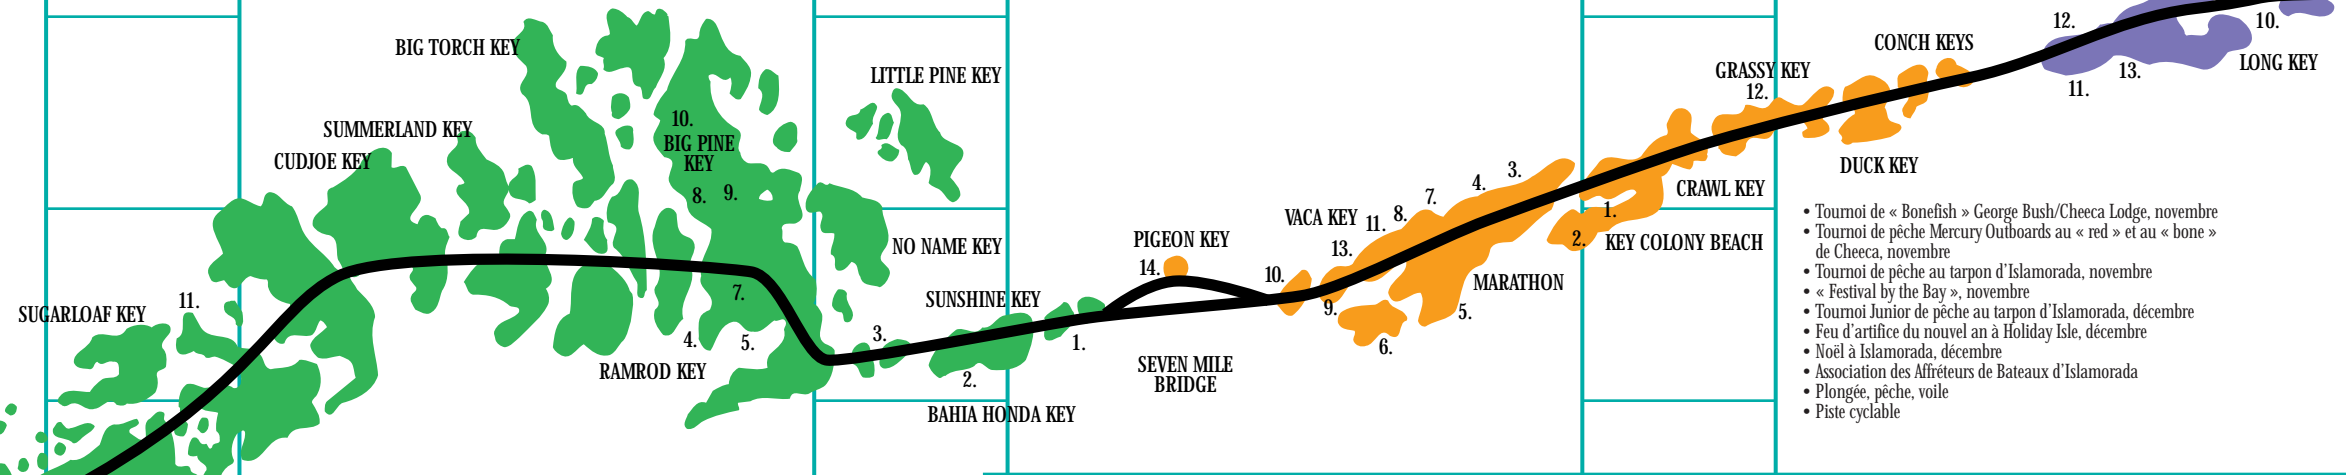 BIG TORCH KEY
LITTLE PINE KEY
SUMMERLAND KEY
CUDJOE KEY
10.
BIG PINE
KEY
8.
9.
NO NAME KEY
SUGARLOAF KEY
11.
7.
4.
5.
3.
RAMROD KEY
SUNSHINE KEY
1.
2.
BAHIA HONDA KEY
PIGEON KEY
14.
SEVEN MILE
BRIDGE
10.
VACA KEY
13.
11.
8.
7.
4.
3.
9.
6.
5.
MARATHON
1.
2.
KEY COLONY BEACH
CRAWL KEY
GRASSY KEY
12.
DUCK KEY
CONCH KEYS
12.
11.
13.
10.
LONG KEY
• Tournoi de « Bonefish » George Bush/Cheeca Lodge, novembre
• Tournoi de pêche Mercury Outboards au « red » et au « bone »
de Cheeca, novembre
• Tournoi de pêche au tarpon d'Islamorada, novembre
• « Festival by the Bay », novembre
• Tournoi Junior de pêche au tarpon d'Islamorada, décembre
• Feu d'artifice du nouvel an à Holiday Isle, décembre
• Noël à Islamorada, décembre
• Association des Affréteurs de Bateaux d'Islamorada
• Plongée, pêche, voile
• Piste cyclable